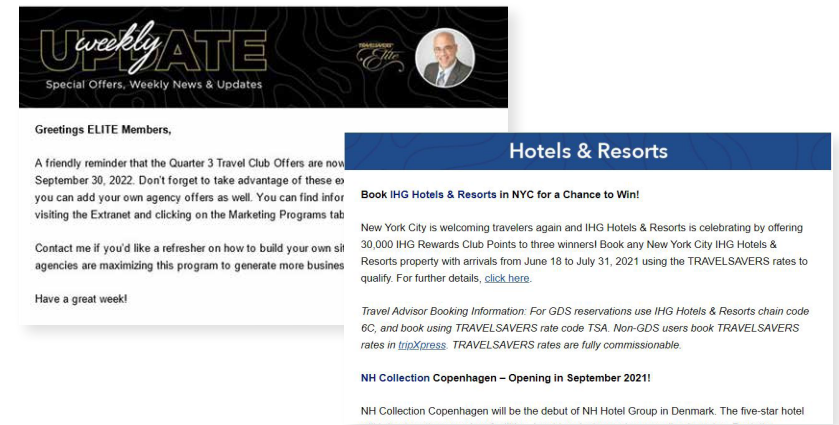 UPDATE
weekly
Special Offers, Weekly News & Updates
TRAVELSAVERS
Elite
Greetings ELITE Members,
A friendly reminder that the Quarter 3 Travel Club Offers are now
September 30, 2022. Don't forget to take advantage of these
you can add your own agency offers as well. You can find
visiting the Extranet and clicking on the Marketing Programs tab
Contact me if you'd like a refresher on how to build your own
agencies are maximizing this program to generate more
Have a great week!
Hotels & Resorts
Book IHG Hotels & Resorts in NYC for a Chance to Win!
New York City is welcoming travelers again and IHG Hotels & Resorts is celebrating by offering
30,000 IHG Rewards Club Points to three winners! Book any New York City IHG Hotels &
Resorts property with arrivals from June 18 to July 31, 2021 using the TRAVELSAVERS rates to
qualify. For further details, click here.
Travel Advisor Booking Information: For GDS reservations use IHG Hotels & Resorts chain code
6C, and book using TRAVELSAVERS rate code TSA. Non-GDS users book TRAVELSAVERS
rates in tripXpress. TRAVELSAVERS rates are fully commissionable.
NH Collection Copenhagen – Opening in September 2021!
NH Collection Copenhagen will be the debut of NH Hotel Group in Denmark. The five-star hotel